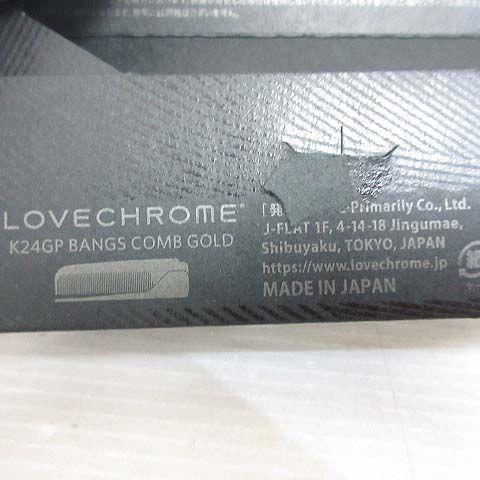 LOVECHROME®
K24GP BANGS COMB GOLD
「発
-Primarily Co., Ltd.
J-FLAT 1F, 4-14-18 Jingumae,
Shibuyaku, TOKYO, JAPAN
https://www.lovechrome.jp
MADE IN JAPAN